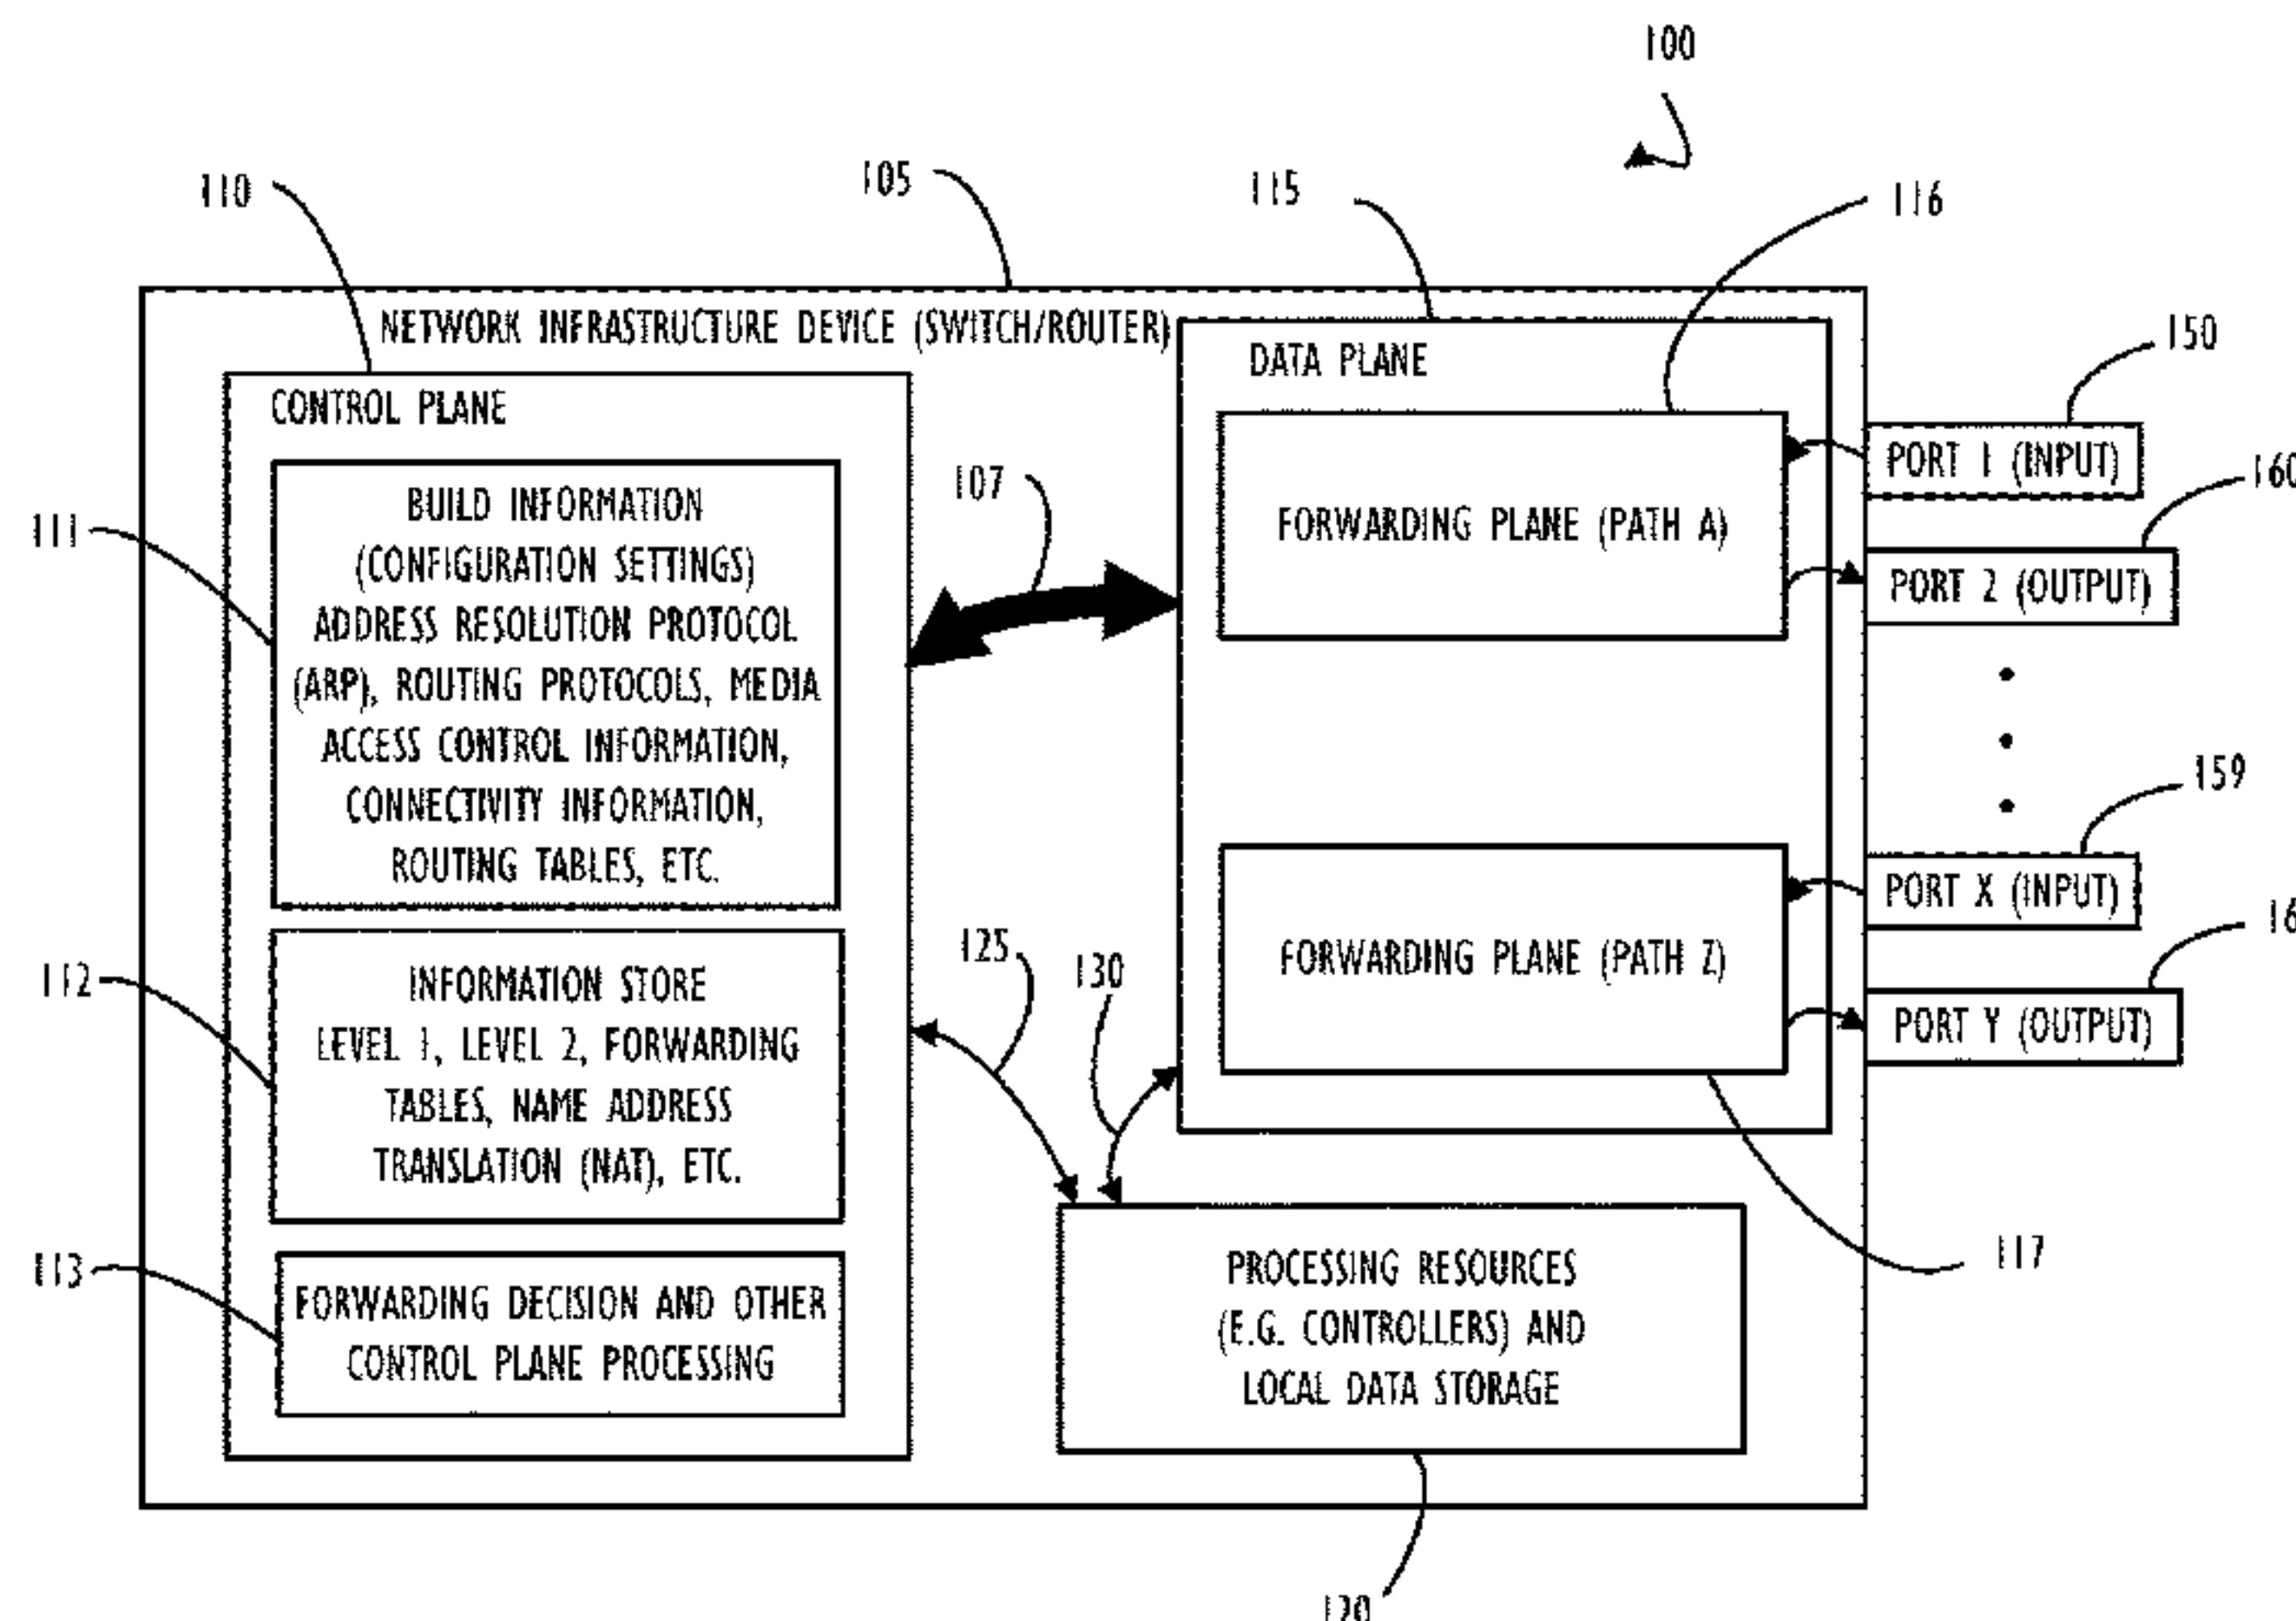 100
110
105
115
116
NETWORK INFRASTRUCTURE DEVICE (SWITCH/ROUTER)
150
DATA PLANE
CONTROL PLANE
PORT 1 (INPUT)
160
107
111
BUILD INFORMATION
(CONFIGURATION SETTINGS)
ADDRESS RESOLUTION PROTOCOL
(ARP), ROUTING PROTOCOLS, MEDIA
ACCESS CONTROL INFORMATION,
CONNECTIVITY INFORMATION,
ROUTING TABLES, ETC.
FORWARDING PLANE (PATH A)
PORT 2 (OUTPUT)
159
PORT X (INPUT)
125
130
FORWARDING PLANE (PATH Z)
112
INFORMATION STORE
LEVEL 1, LEVEL 2, FORWARDING
TABLES, NAME ADDRESS
TRANSLATION (NAT), ETC.
PORT Y (OUTPUT)
113
FORWARDING DECISION AND OTHER
CONTROL PLANE PROCESSING
PROCESSING RESOURCES
(E.G. CONTROLLERS) AND
LOCAL DATA STORAGE
117
120